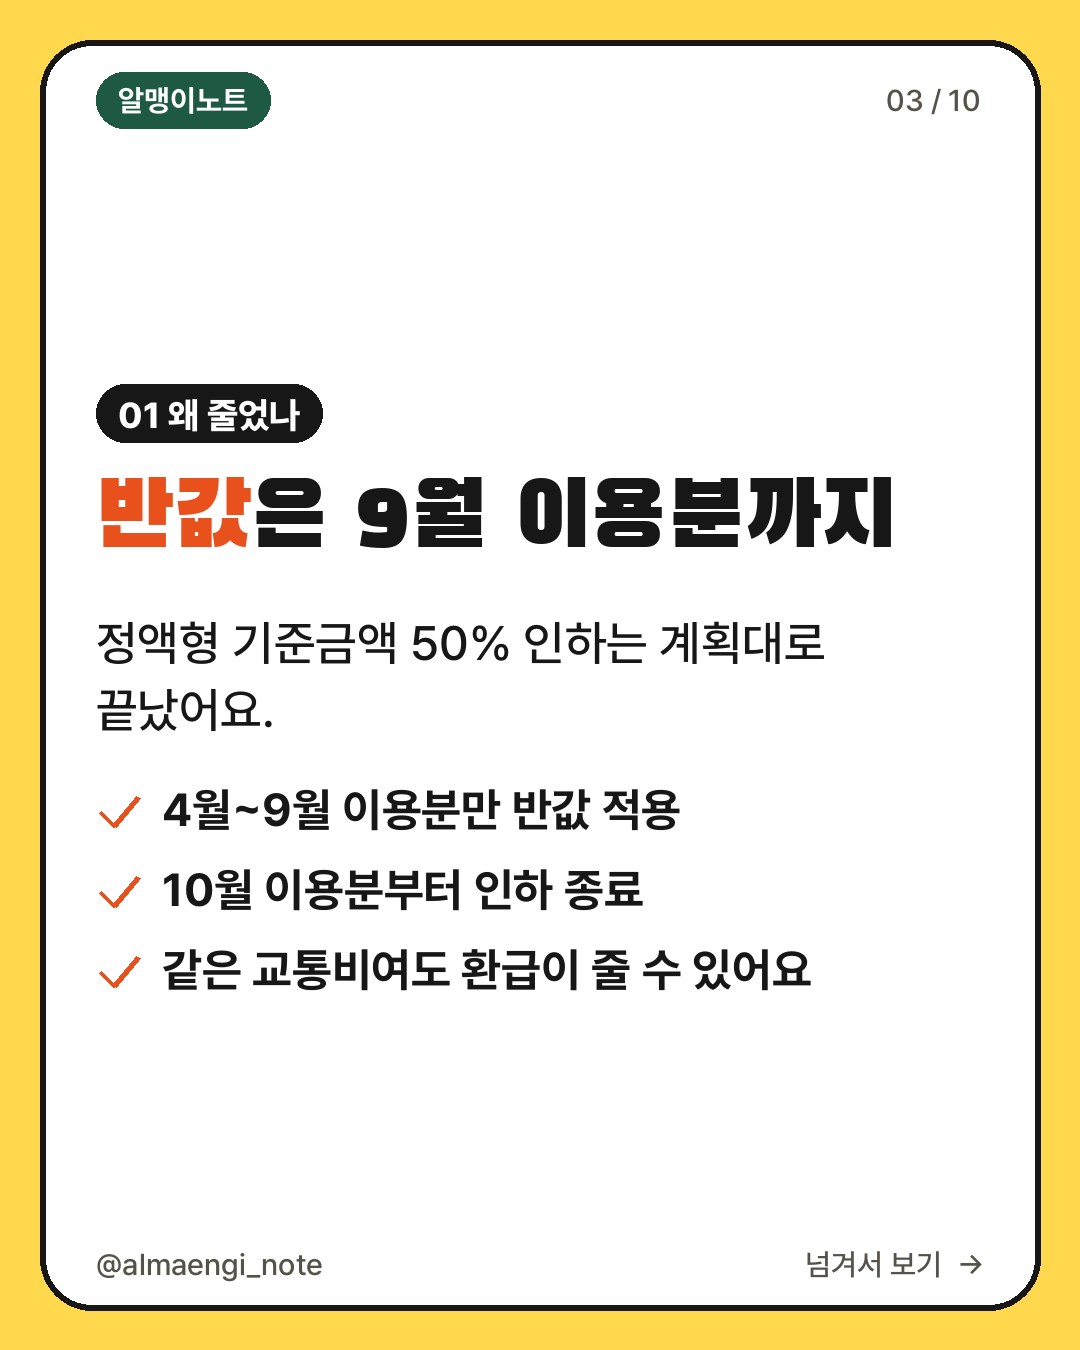 알맹이노트
03 / 10
01 왜 줄었나
반값은 9월 이용분까지
정액형 기준금액 50% 인하는 계획대로
끝났어요.
4월~9월 이용분만 반값 적용
10월 이용분부터 인하 종료
같은 교통비여도 환급이 줄 수 있어요
@almaengi_note
넘겨서 보기 →